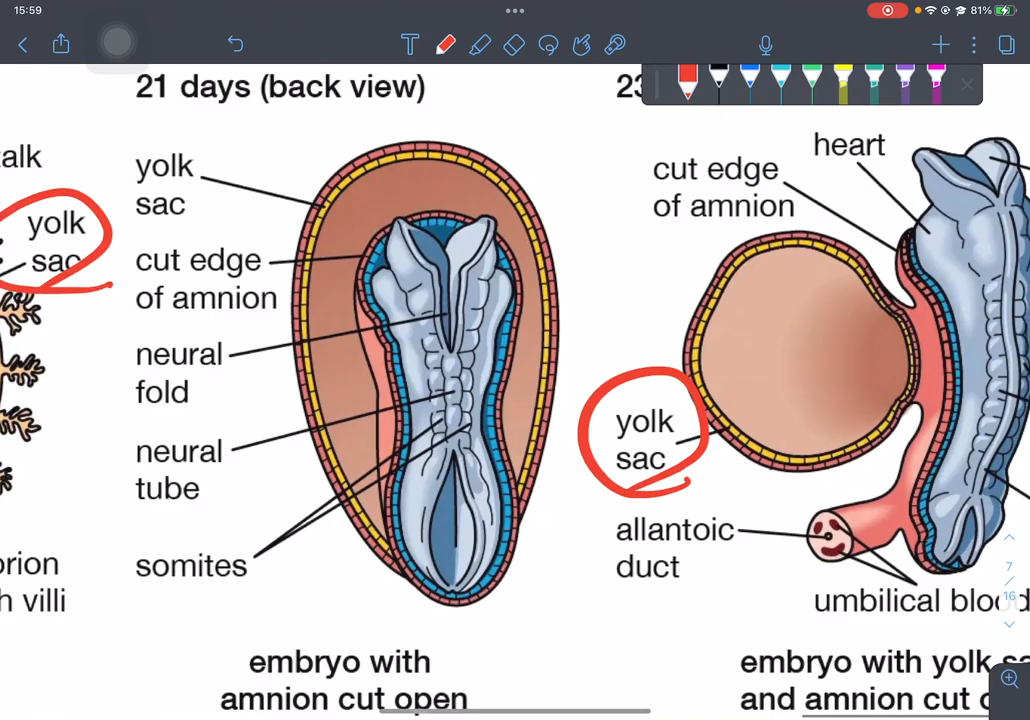 15:59
81%
21 days (back view)
23
alk
yolk
sac
yolk
sac
cut edge
of amnion
neural
fold
neural
tube
somites
heart
cut edge
of amnion
yolk
sac
allantoic
duct
umbilical blood
orion
h villi
embryo with
amnion cut open
embryo with yolk sa
and amnion cut o
7
/
16